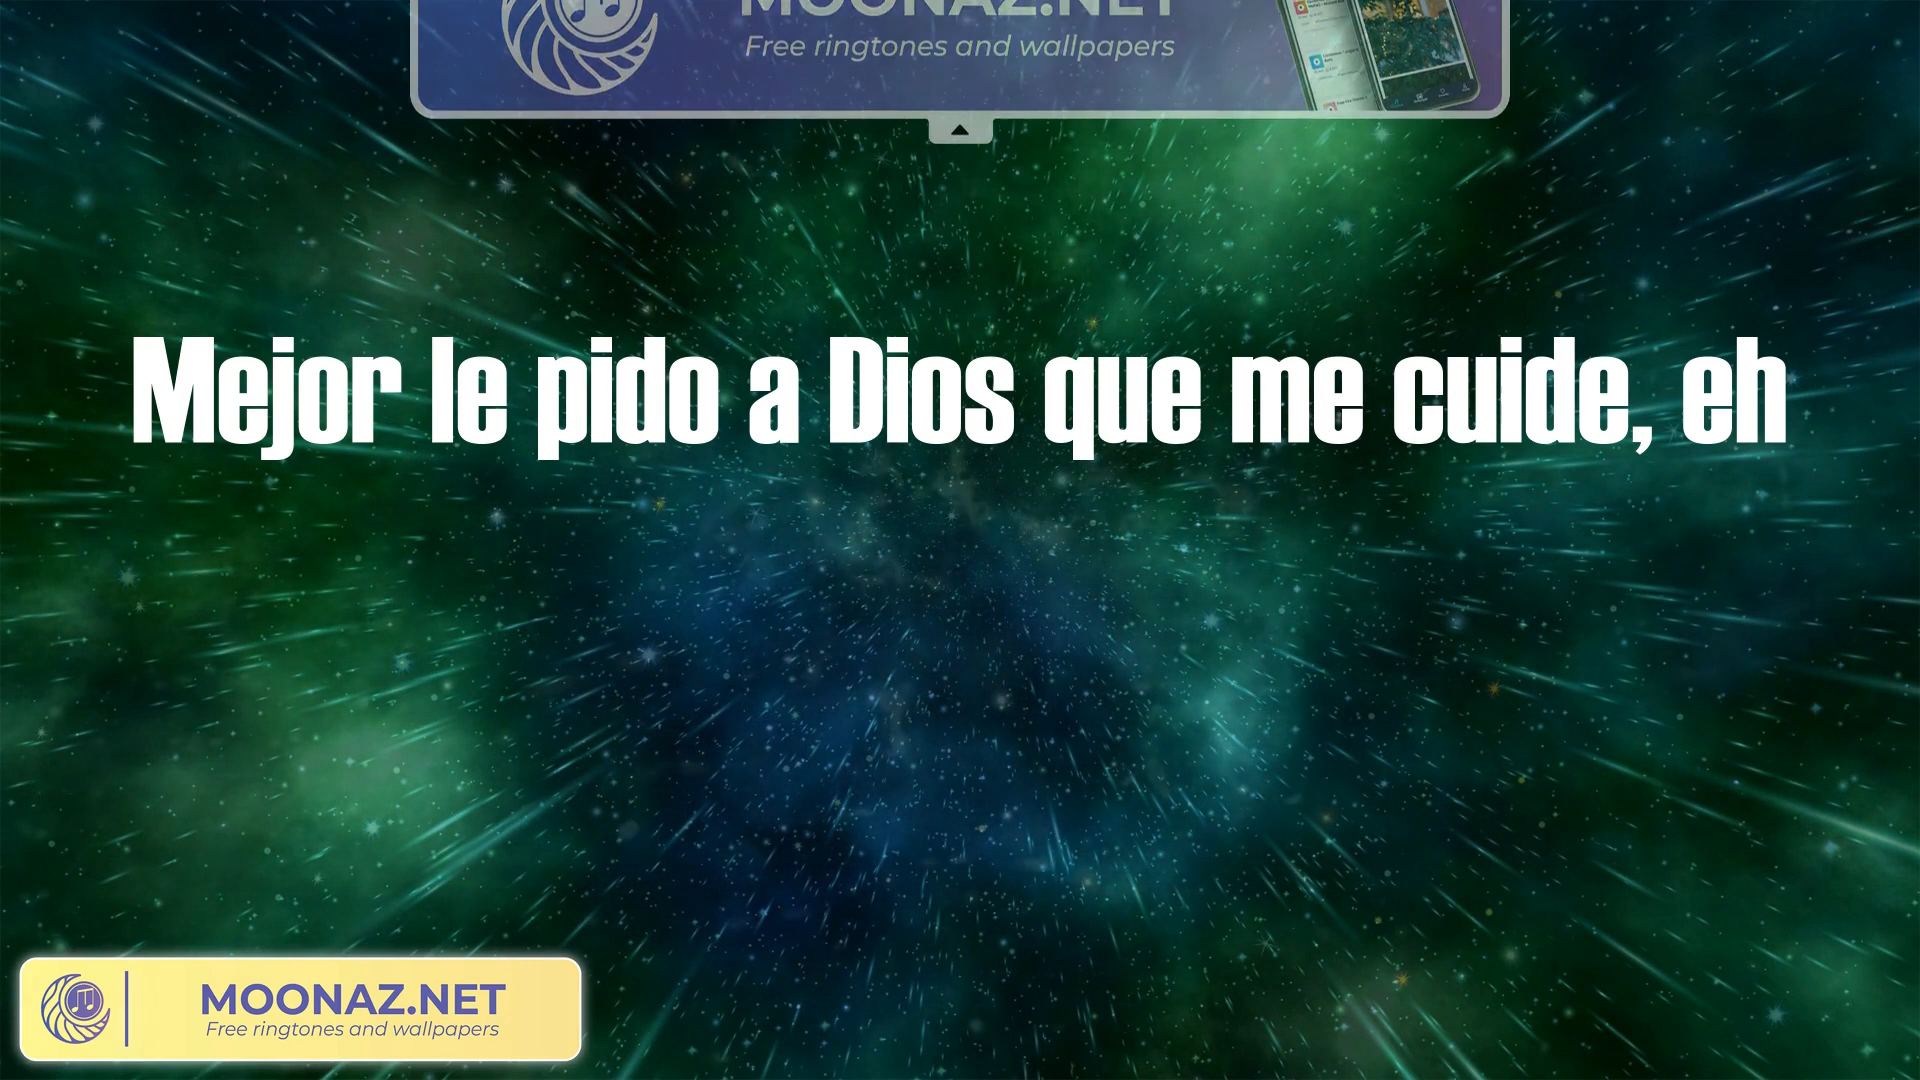 MOONAZ.NET
Free ringtones and wallpapers
Mejor le pido a Dios que me cuide, eh
MOONAZ.NET
Free ringtones and wallpapers